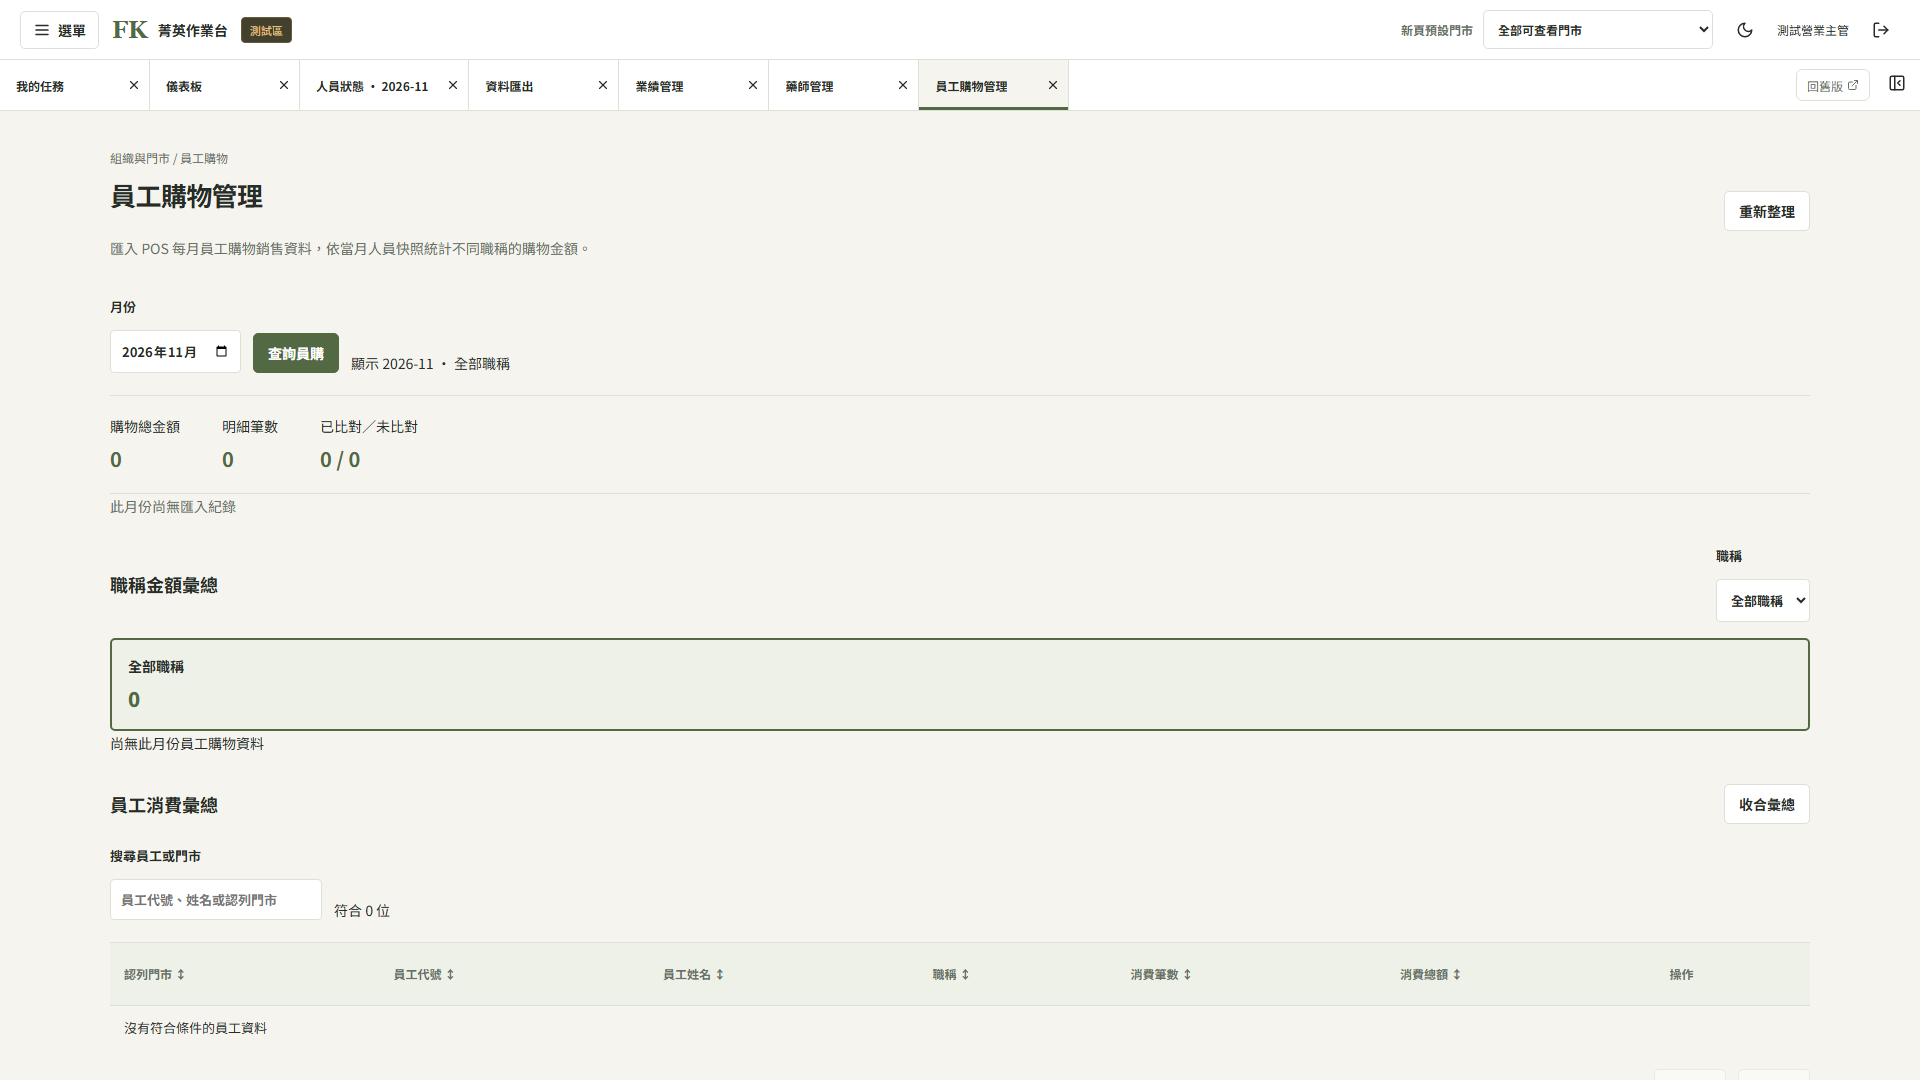 選單
FK 菁英作業台
測試區
新頁預設門市
全部可查看門市
測試營業主管
我的任務
儀表板
人員狀態 · 2026-11
資料匯出
業績管理
藥師管理
員工購物管理
回舊版
組織與門市 / 員工購物
員工購物管理
重新整理
匯入 POS 每月員工購物銷售資料，依當月人員快照統計不同職稱的購物金額。
月份
2026年11月
查詢員購
顯示 2026-11 · 全部職稱
購物總金額
明細筆數
已比對／未比對
0
0
0 / 0
此月份尚無匯入紀錄
職稱
職稱金額彙總
全部職稱
全部職稱
0
尚無此月份員工購物資料
員工消費彙總
收合彙總
搜尋員工或門市
員工代號、姓名或認列門市
符合 0 位
認列門市 ↕
員工代號 ↕
員工姓名 ↕
職稱 ↕
消費筆數 ↕
消費總額 ↕
操作
沒有符合條件的員工資料